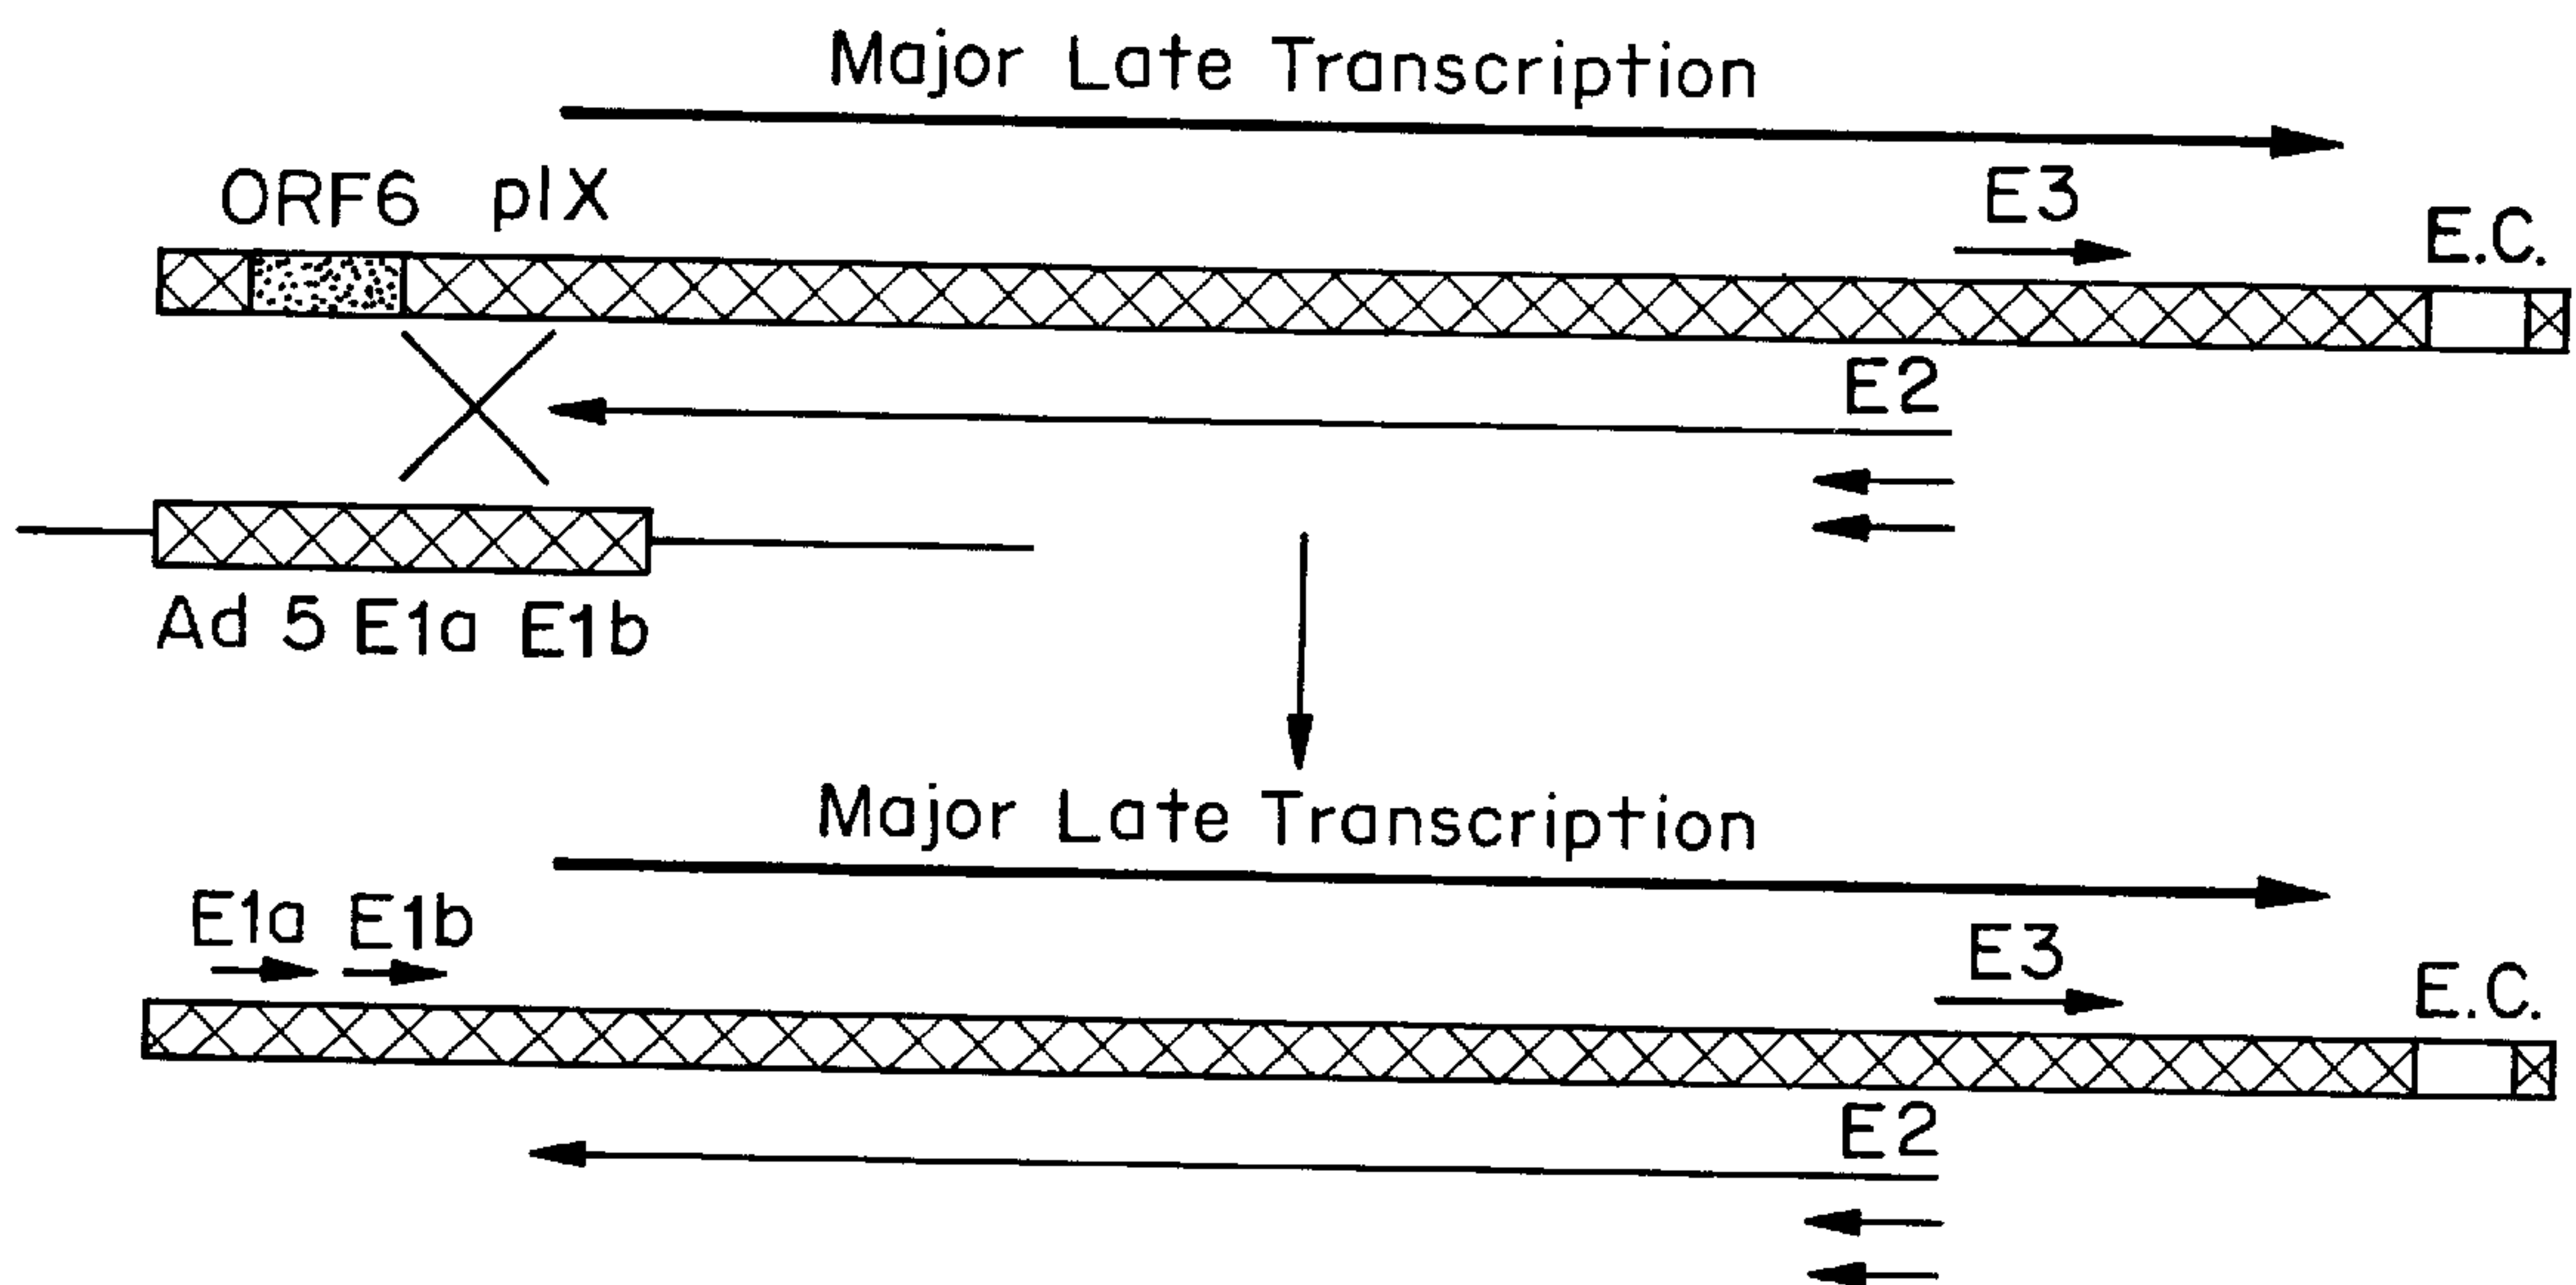 Major Late Transcription
ORF6 pIX
E3
E.C.
E2
Ad 5 E1a E1b
Major Late Transcription
E1a E1b
E3
E.C.
E2